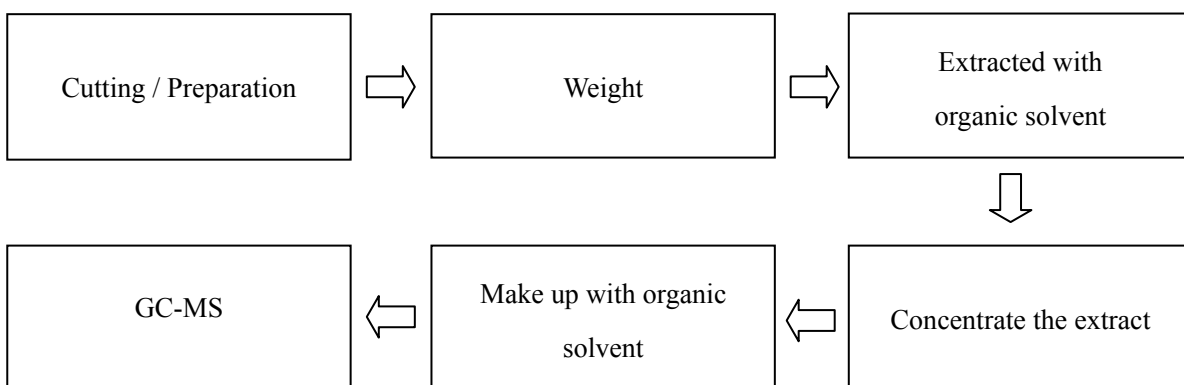 Cutting / Preparation
Weight
Extracted with
organic solvent
Concentrate the extract
Make up with organic
solvent
GC-MS